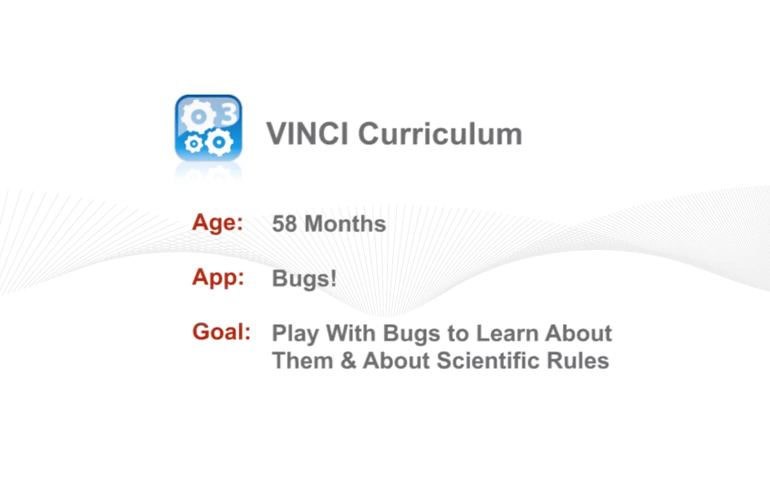 3
VINCI Curriculum
Age: 58 Months
App: Bugs!
Goal: Play With Bugs to Learn About
Them & About Scientific Rules